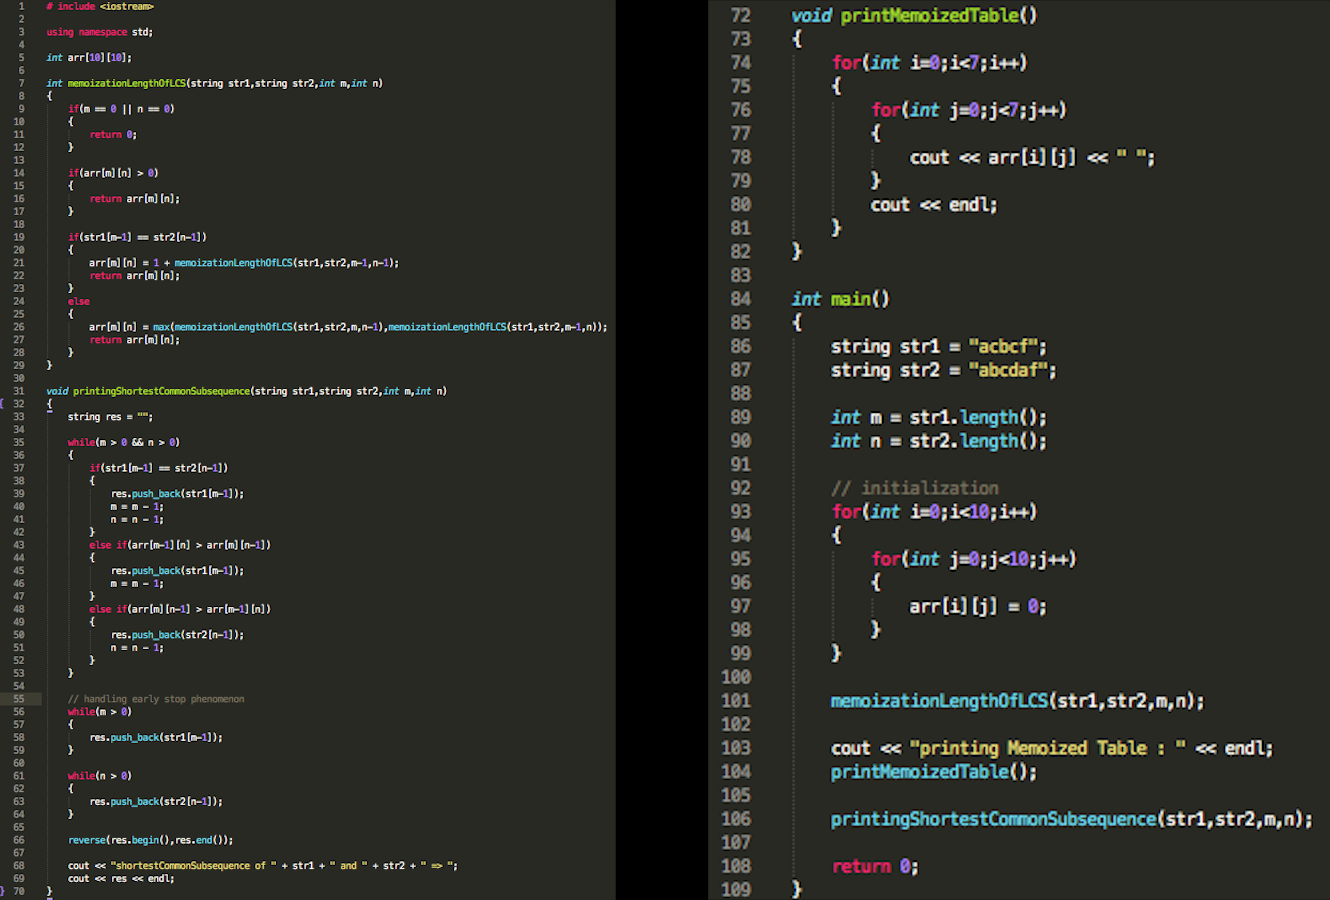 1 # include <iostream>
2
3 using namespace std;
4
5 int arr[10][10];
6
7 int memoizationLengthOfLCS(string str1,string str2,int m,int n)
8 {
9 if(m == 0 || n == 0)
10 {
11 return 0;
12 }
13
14 if(arr[m][n] > 0)
15 {
16 return arr[m][n];
17 }
18
19 if(str1[m-1] == str2[n-1])
20 {
21 arr[m][n] = 1 + memoizationLengthOfLCS(str1,str2,m-1,n-1);
22 return arr[m][n];
23 }
24 else
25 {
26 arr[m][n] = max(memoizationLengthOfLCS(str1,str2,m,n-1),memoizationLengthOfLCS(str1,str2,m-1,n));
27 return arr[m][n];
28 }
29 }
30
31 void printingShortestCommonSubsequence(string str1,string str2,int m,int n)
{ 32 {
33 string res = "";
34
35 while(m > 0 && n > 0)
36 {
37 if(str1[m-1] == str2[n-1])
38 {
39 res.push_back(str1[m-1]);
40 m = m - 1;
41 n = n - 1;
42 }
43 else if(arr[m-1][n] > arr[m][n-1])
44 {
45 res.push_back(str1[m-1]);
46 m = m - 1;
47 }
48 else if(arr[m][n-1] > arr[m-1][n])
49 {
50 res.push_back(str2[n-1]);
51 n = n - 1;
52 }
53 }
54
55 // handling early stop phenomenon
56 while(m > 0)
57 {
58 res.push_back(str1[m-1]);
59 }
60
61 while(n > 0)
62 {
63 res.push_back(str2[n-1]);
64 }
65
66 reverse(res.begin(),res.end());
67
68 cout << "shortestCommonSubsequence of " + str1 + " and " + str2 + " => ";
69 cout << res << endl;
} 70 }
72 void printMemoizedTable()
73 {
74 for(int i=0;i<7;i++)
75 {
76 for(int j=0;j<7;j++)
77 {
78 cout << arr[i][j] << " ";
79 }
80 cout << endl;
81 }
82 }
83
84 int main()
85 {
86 string str1 = "acbcf";
87 string str2 = "abcdaf";
88
89 int m = str1.length();
90 int n = str2.length();
91
92 // initialization
93 for(int i=0;i<10;i++)
94 {
95 for(int j=0;j<10;j++)
96 {
97 arr[i][j] = 0;
98 }
99 }
100
101 memoizationLengthOfLCS(str1,str2,m,n);
102
103 cout << "printing Memoized Table : " << endl;
104 printMemoizedTable();
105
106 printingShortestCommonSubsequence(str1,str2,m,n);
107
108 return 0;
109 }